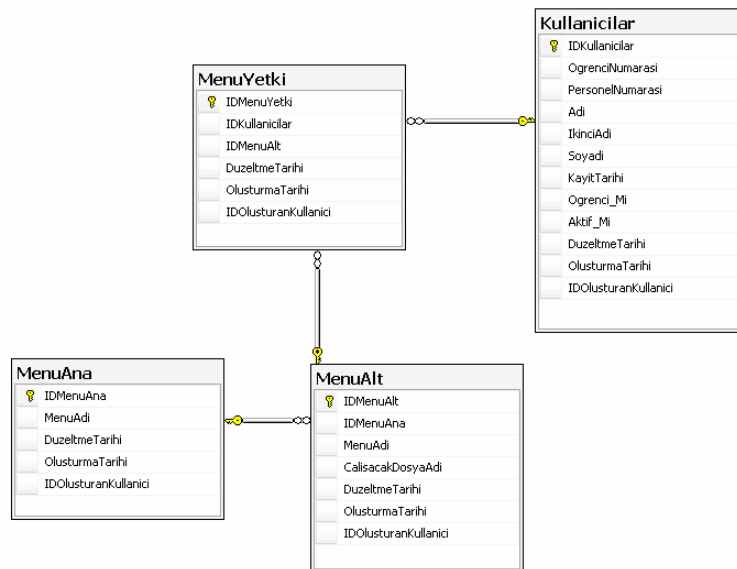 Kullanicilar
IDKullanicilar
OgrenciNumarasi
PersonelNumarasi
Adi
IkinciAdi
Soyadi
KayitTarihi
Ogrenci_Mi
Aktif_Mi
DuzeltmeTarihi
OlusturmaTarihi
IDOlusturanKullanici
MenuYetki
IDMenuYetki
IDKullanicilar
IDMenuAlt
DuzeltmeTarihi
OlusturmaTarihi
IDOlusturanKullanici
MenuAna
IDMenuAna
MenuAdi
DuzeltmeTarihi
OlusturmaTarihi
IDOlusturanKullanici
MenuAlt
IDMenuAlt
IDMenuAna
MenuAdi
CalisacakDosyaAdi
DuzeltmeTarihi
OlusturmaTarihi
IDOlusturanKullanici